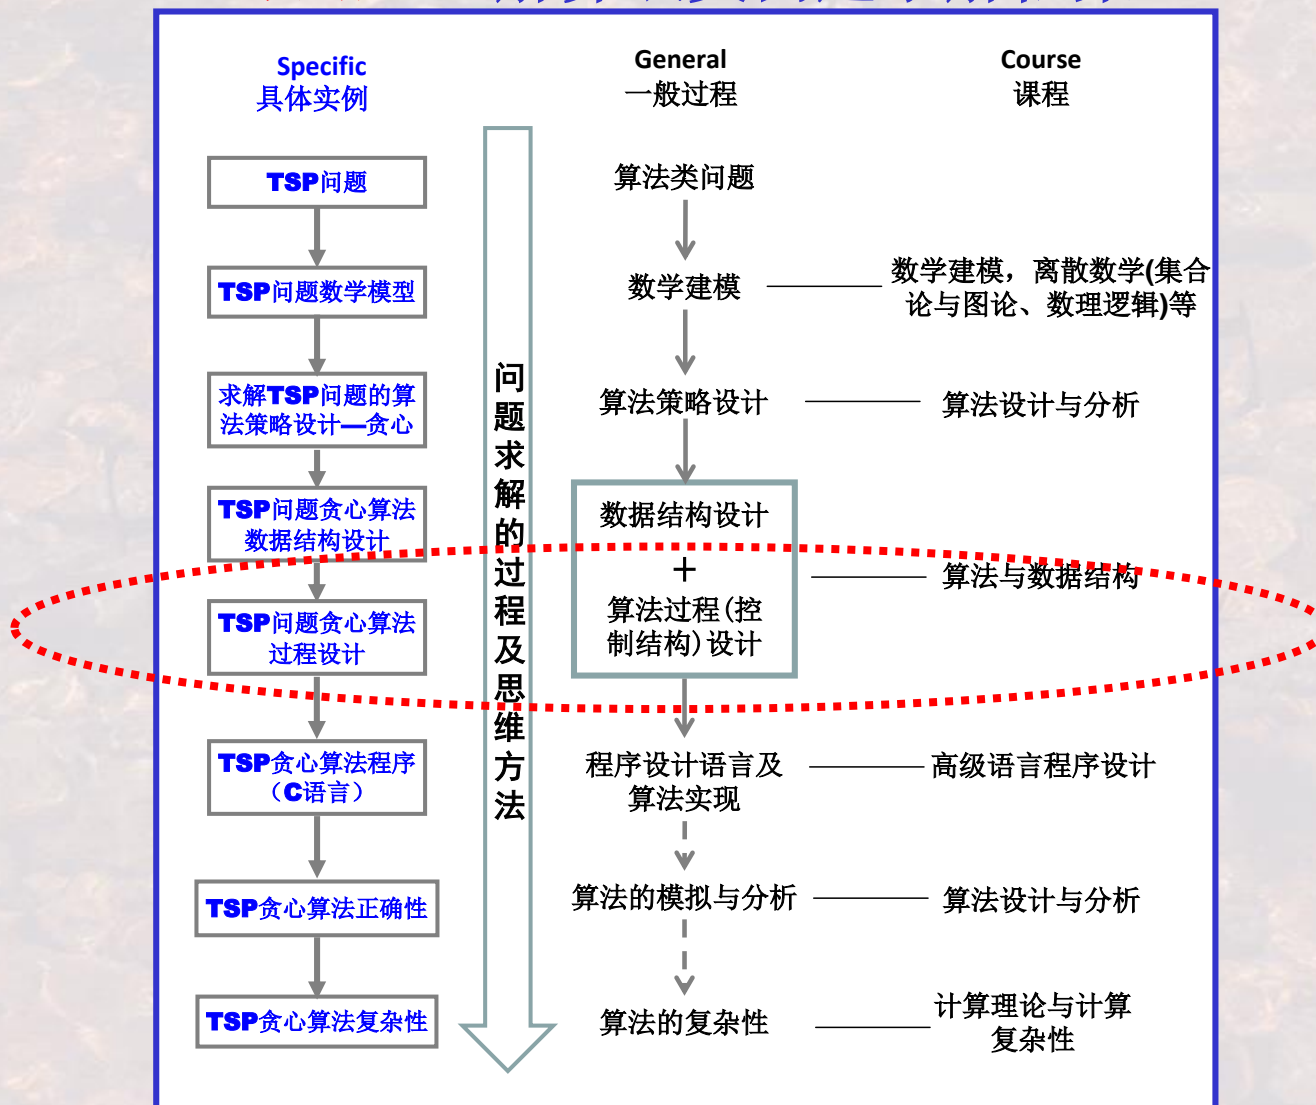 Specific
具体实例
General
一般过程
Course
课程
TSP问题
算法类问题
TSP问题数学模型
数学建模
数学建模，离散数学(集合
论与图论、数理逻辑)等
求解TSP问题的算
法策略设计—贪心
算法策略设计
算法设计与分析
TSP问题贪心算法
数据结构设计
数据结构设计
+
算法过程(控
制结构)设计
算法与数据结构
TSP问题贪心算法
过程设计
TSP贪心算法程序
（C语言）
程序设计语言及
算法实现
高级语言程序设计
TSP贪心算法正确性
算法的模拟与分析
算法设计与分析
TSP贪心算法复杂性
算法的复杂性
计算理论与计算
复杂性
问题求解的过程及思维方法